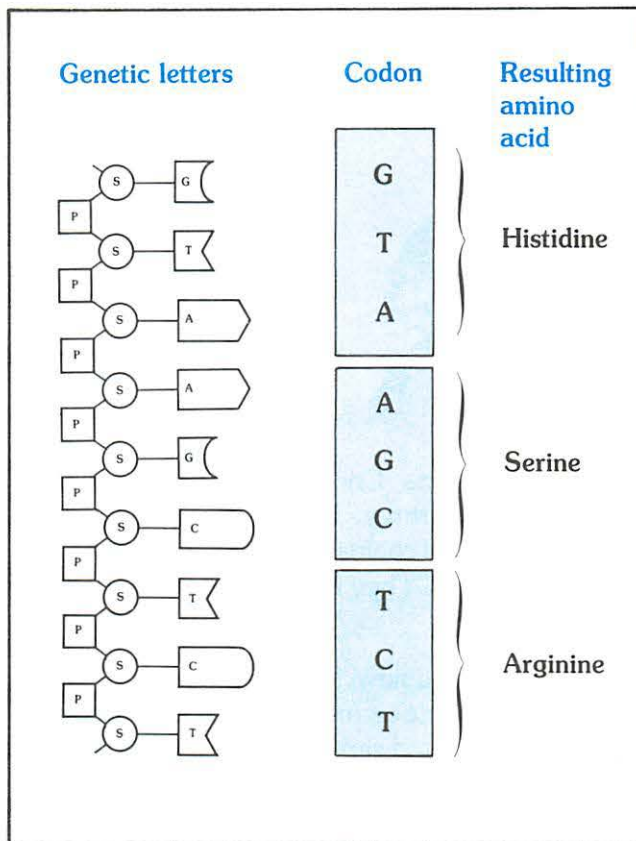 Genetic letters
Codon
Resulting
amino
acid
S
G
P
S
T
P
S
A
P
S
A
P
S
G
P
S
C
P
S
T
P
S
C
P
S
T
G
T
A
Histidine
A
G
C
Serine
T
C
T
Arginine